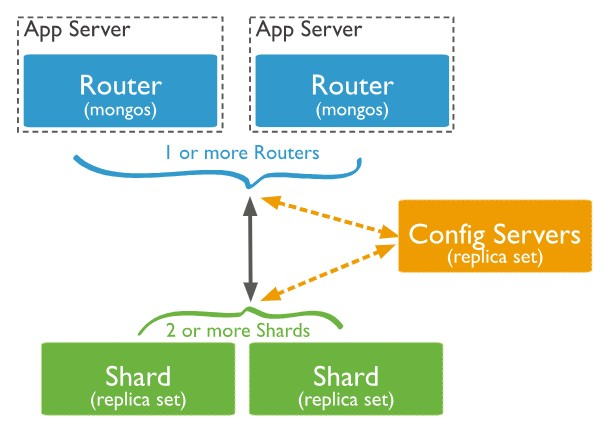 App Server
App Server
Router
(mongos)
Router
(mongos)
1 or more Routers
Config Servers
(replica set)
2 or more Shards
Shard
(replica set)
Shard
(replica set)